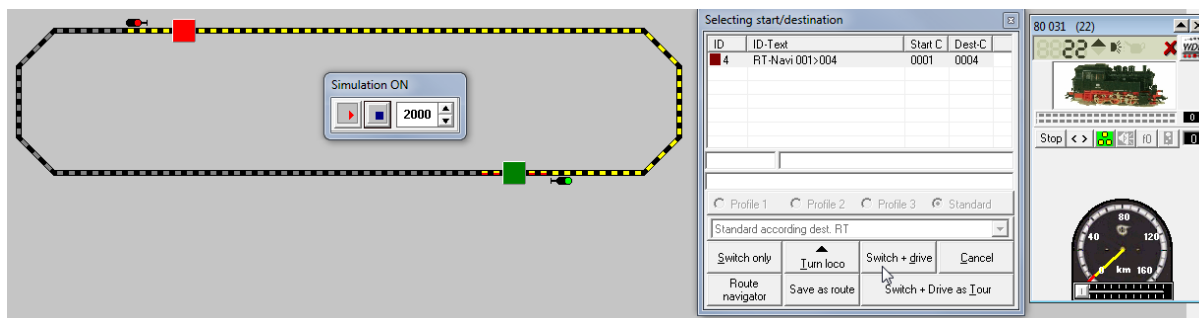 Selecting start/destination
ID ID-Text Start C Dest-C
4 RT-Navi 001>004 0001 0004
Profile 1 Profile 2 Profile 3 Standard
Standard according dest. RT
Switch only Turn loco Switch + drive Cancel
Route navigator Save as route Switch + Drive as Tour
Simulation ON
2000
80 031 (22)
22
WDP
0
Stop < > f0 0
80
40 120
0 km 160
1